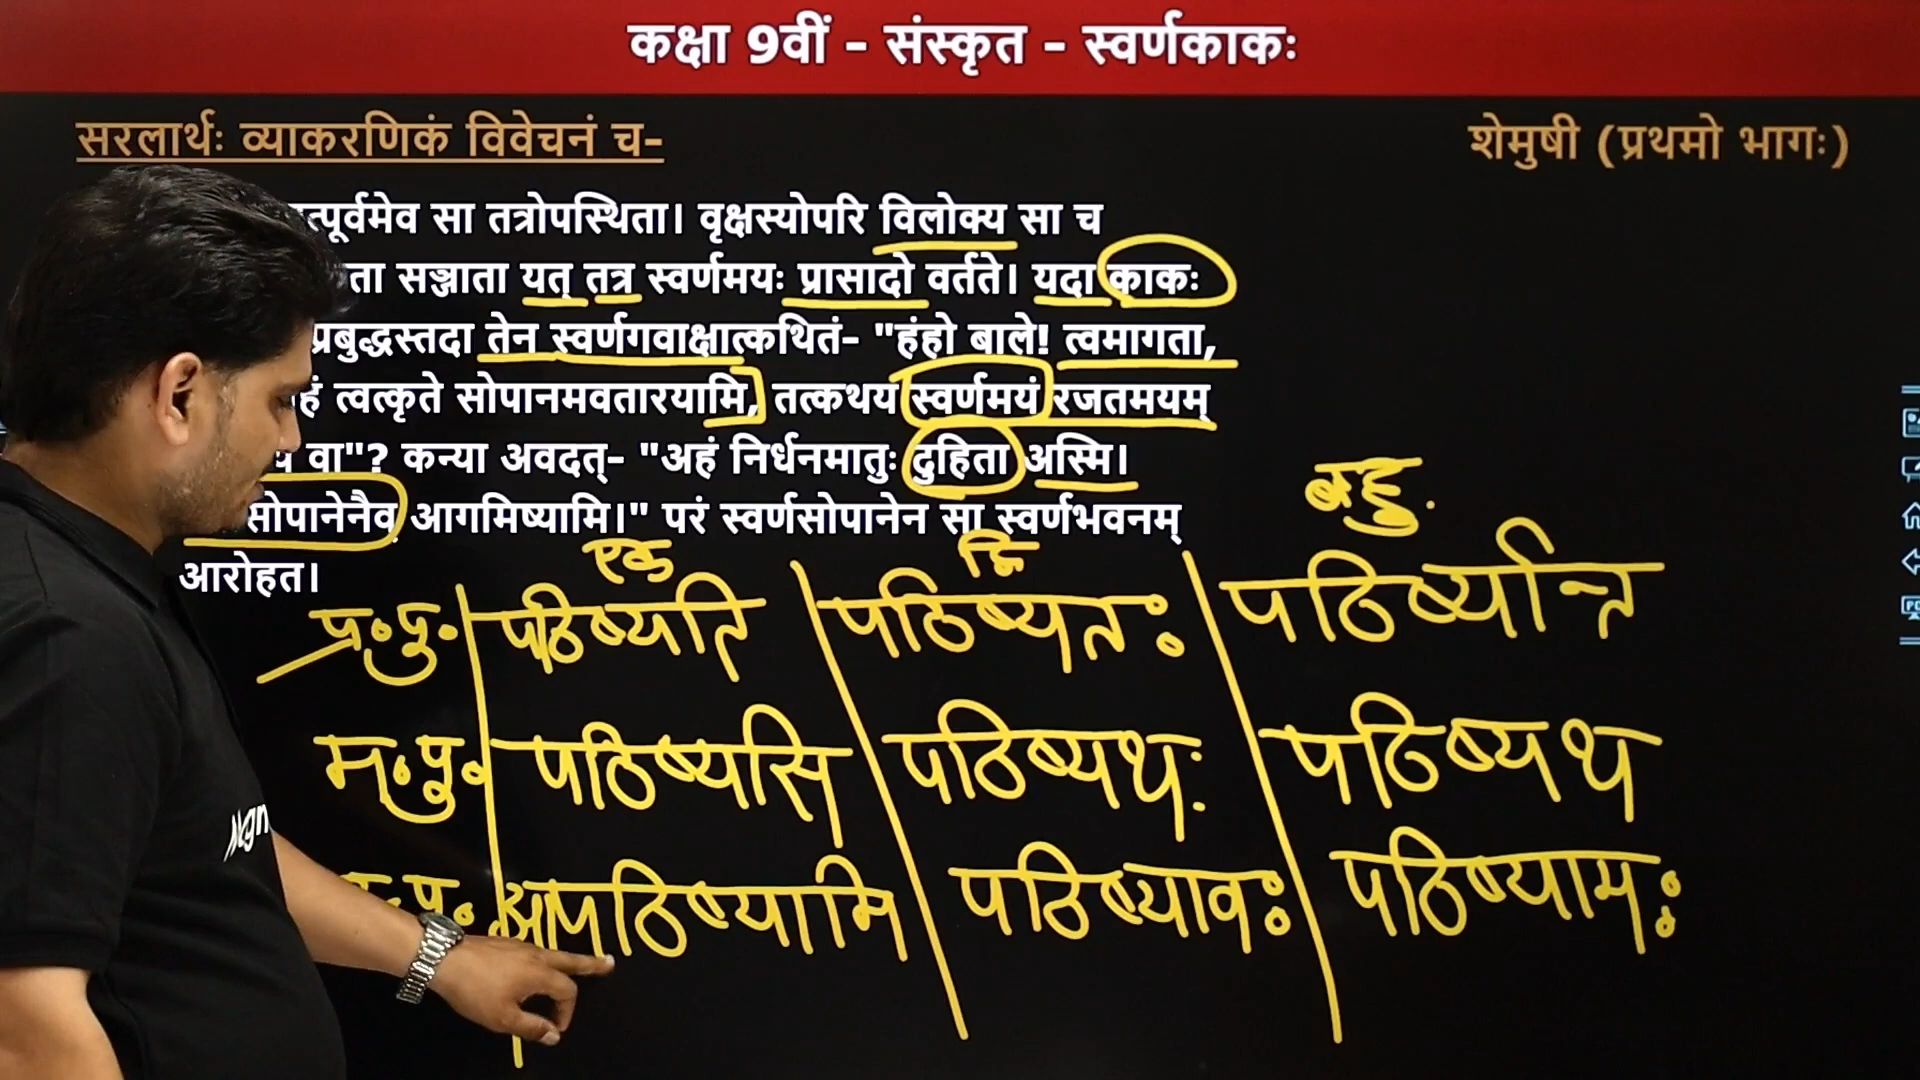 कक्षा 9वीं - संस्कृत - स्वर्णकाकः
सरलार्थः व्याकरणिकं विवेचनं च-
शेमुषी (प्रथमो भागः)
त्पूर्वमेव सा तत्रोपस्थिता। वृक्षस्योपरि विलोक्य सा च
ता सञ्जाता यत् तत्र स्वर्णमयः प्रासादो वर्तते। यदा काकः
प्रबुद्धस्तदा तेन स्वर्णगवाक्षात्कथितं- "हंहो बाले! त्वमागता,
हं त्वत्कृते सोपानमवतारयामि, तत्कथय स्वर्णमयं रजतमयम्
वा"? कन्या अवदत्- "अहं निर्धनमातुः दुहिता अस्मि।
सोपानेनैव आगमिष्यामि।" परं स्वर्णसोपानेन सा स्वर्णभवनम्
आरोहत।
एक द्वि बहु.
प्र.पु. पठिष्यति पठिष्यतः पठिष्यन्ति
म.पु. पठिष्यसि पठिष्यथः पठिष्यथ
पु. पठिष्यामि पठिष्यावः पठिष्यामः